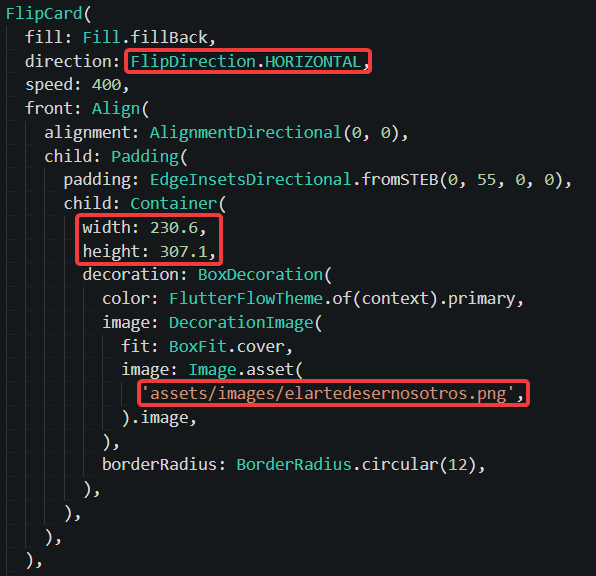 FlipCard(
fill: Fill.fillBack,
direction: FlipDirection.HORIZONTAL,
speed: 400,
front: Align(
alignment: AlignmentDirectional(0, 0),
child: Padding(
padding: EdgeInsetsDirectional.fromSTEB(0, 55, 0, 0),
child: Container(
width: 230.6,
height: 307.1,
decoration: BoxDecoration(
color: FlutterFlowTheme.of(context).primary,
image: DecorationImage(
fit: BoxFit.cover,
image: Image.asset(
'assets/images/elartedesernosotros.png',
).image,
),
borderRadius: BorderRadius.circular(12),
),
),
),
),